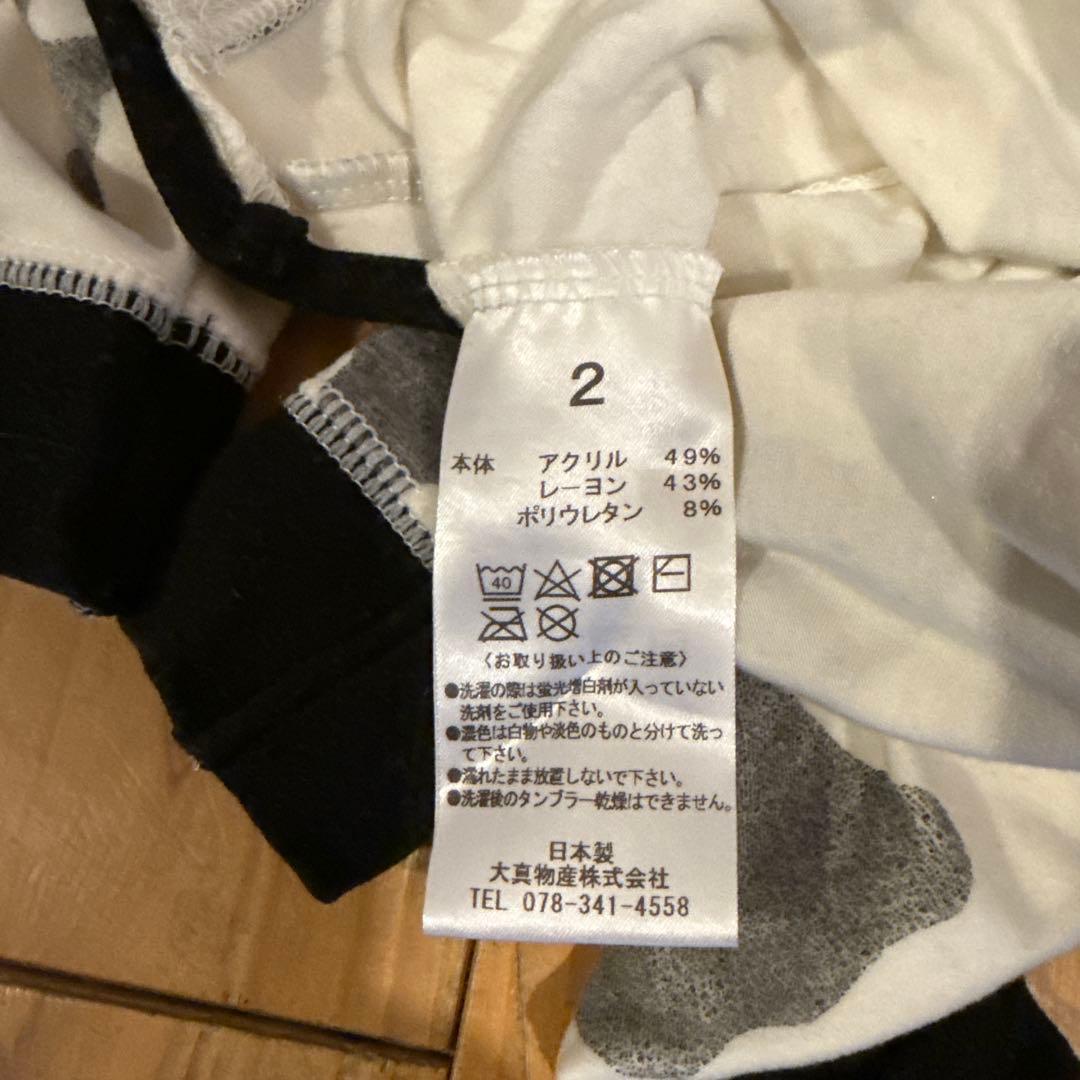 2
本体 アクリル 49%
レーヨン 43%
ポリウレタン 8%
40
〈お取り扱い上のご注意〉
●洗濯の際は蛍光増白剤が入っていない
洗剤をご使用下さい。
●濃色は白物や淡色のものと分けて洗っ
て下さい。
●濡れたまま放置しないで下さい。
●洗濯後のタンブラー乾燥はできません。
日本製
大真物産株式会社
TEL 078-341-4558